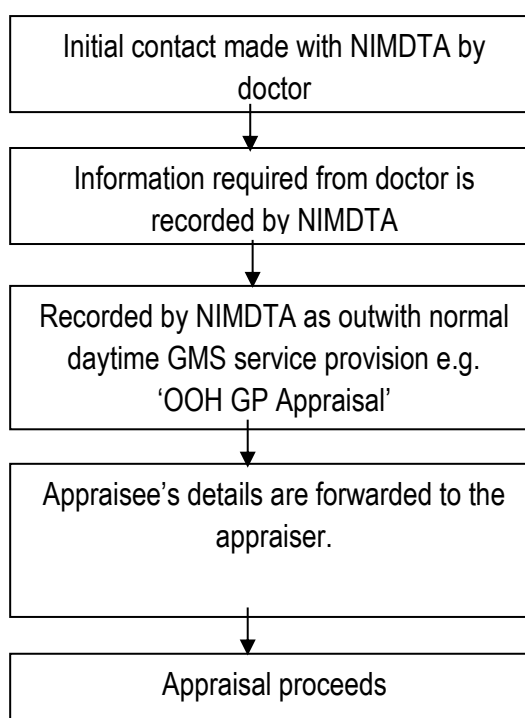 Initial contact made with NIMDTA by
doctor
Information required from doctor is
recorded by NIMDTA
Recorded by NIMDTA as outwith normal
daytime GMS service provision e.g.
‘OOH GP Appraisal’
Appraisee’s details are forwarded to the
appraiser.
Appraisal proceeds